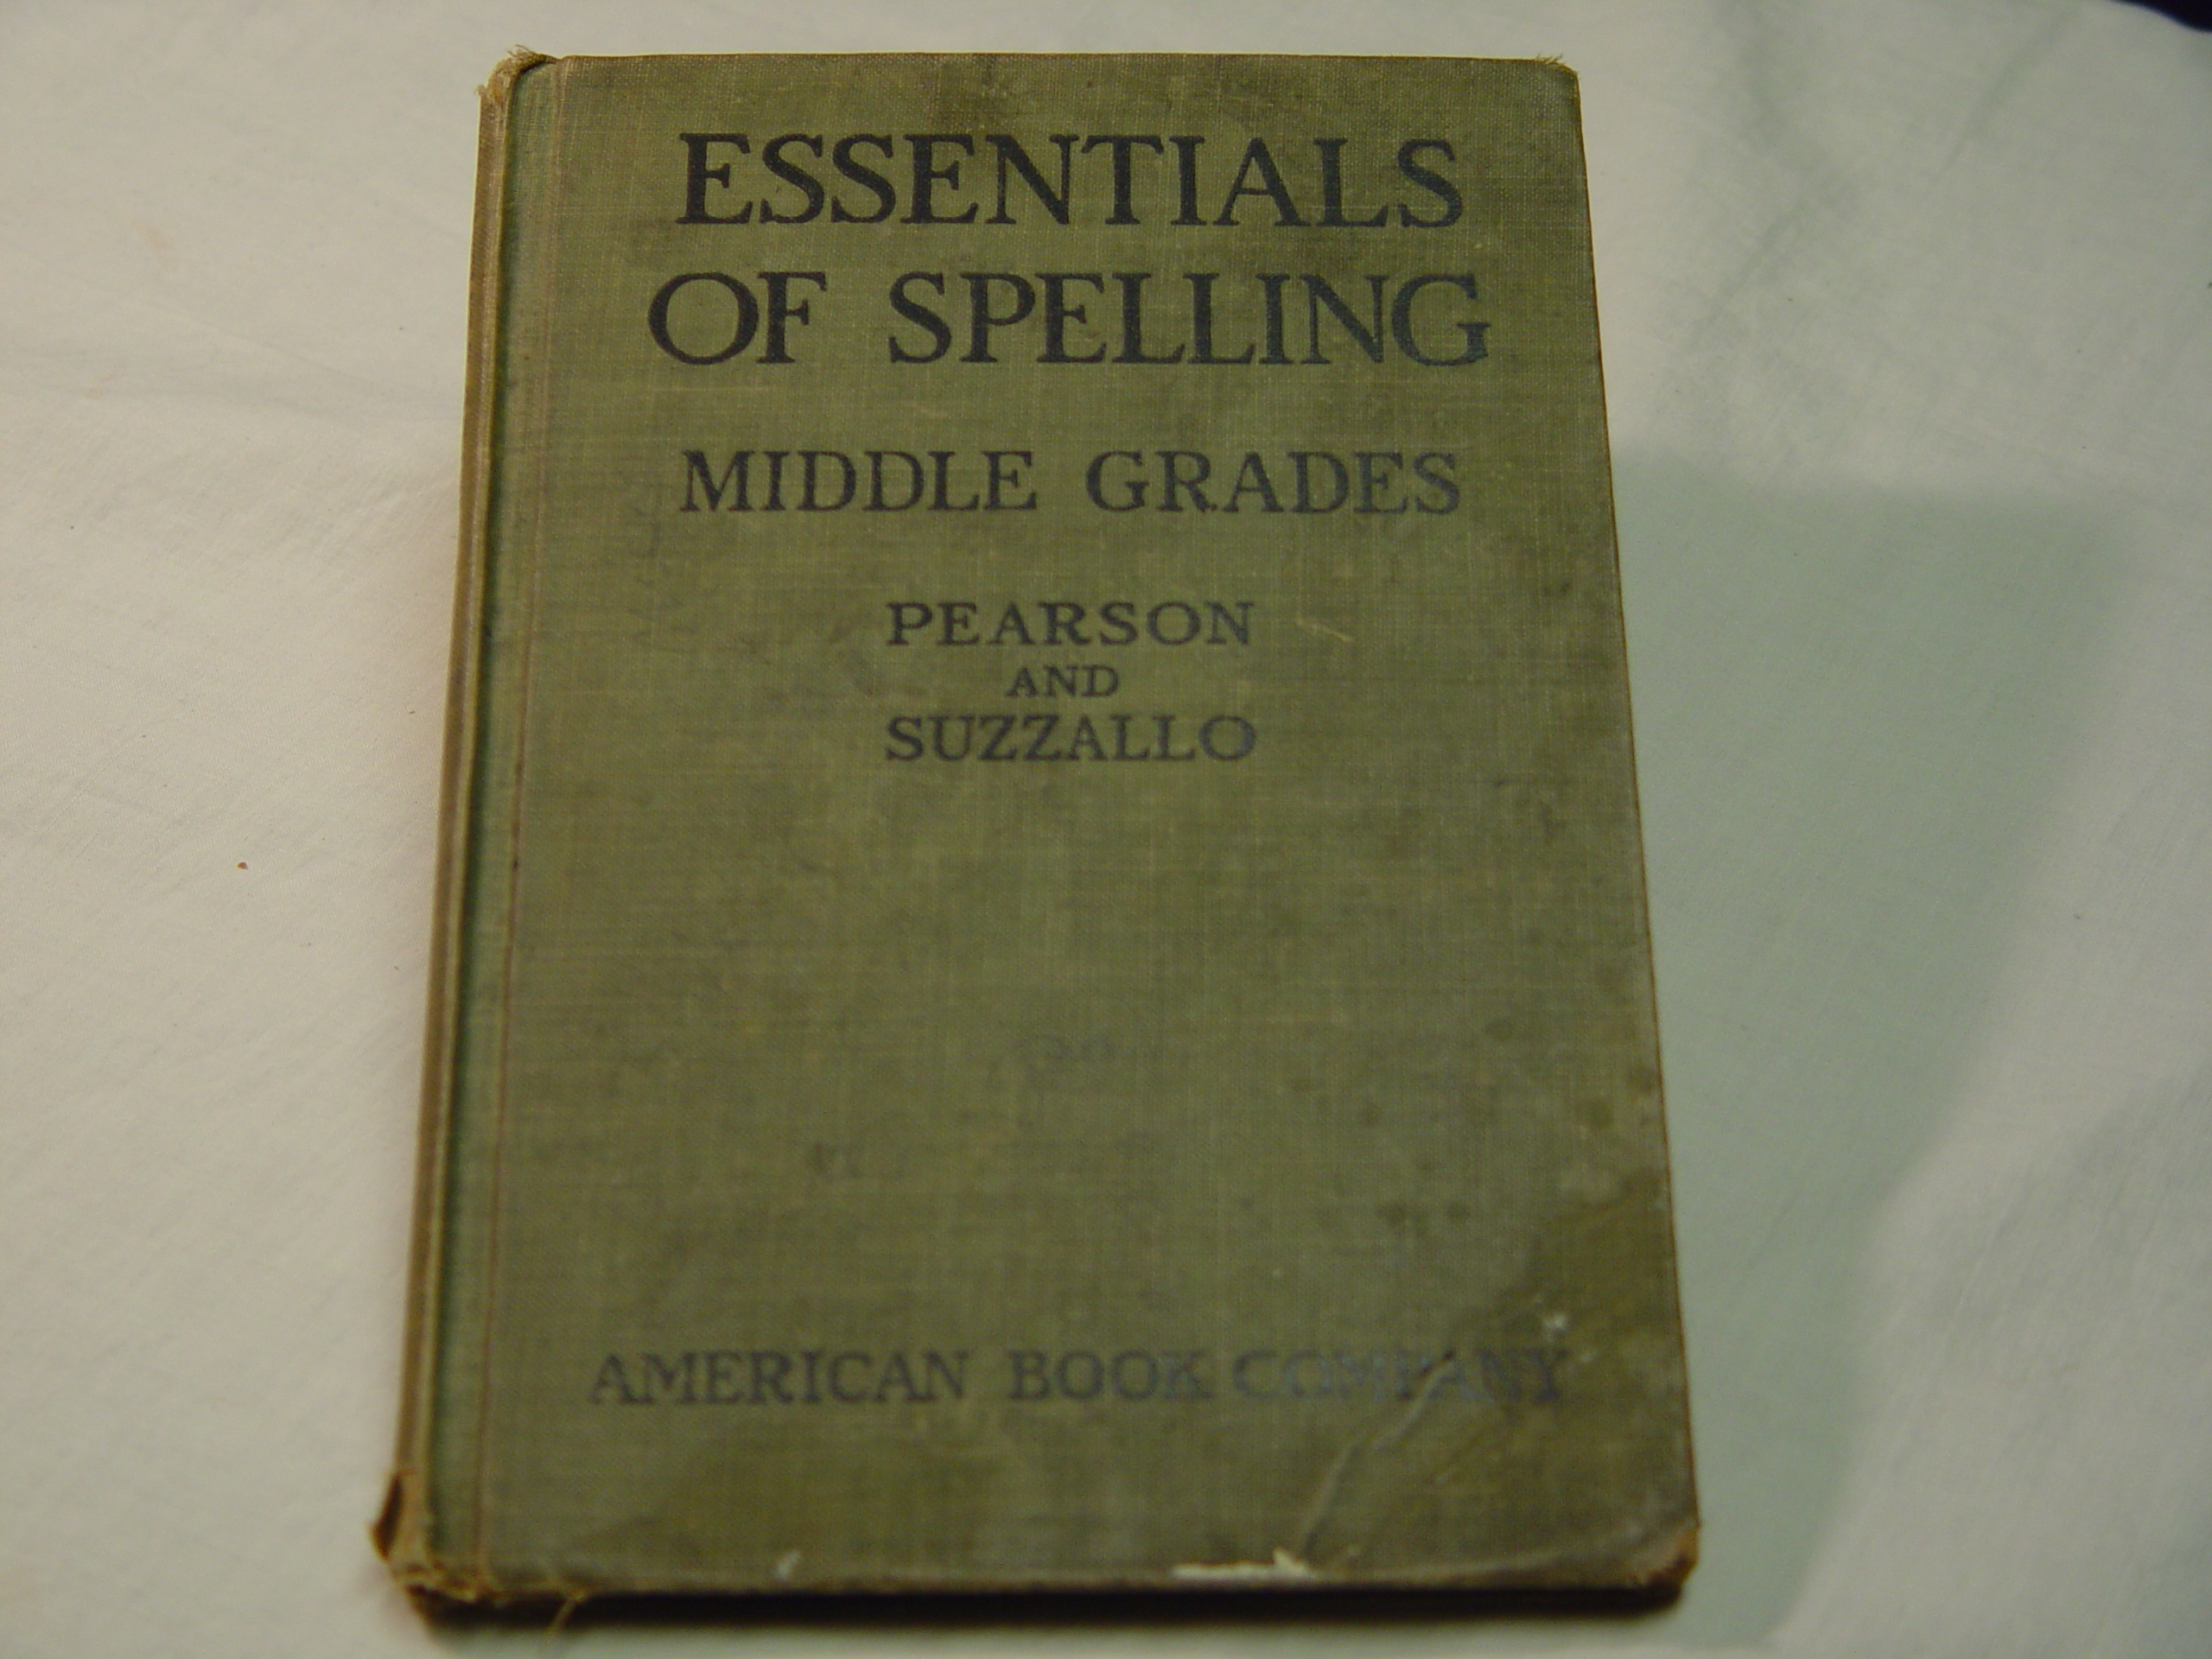 ESSENTIALS
OF SPELLING
MIDDLE GRADES
PEARSON
AND
SUZZALLO
AMERICAN BOOK COMPANY